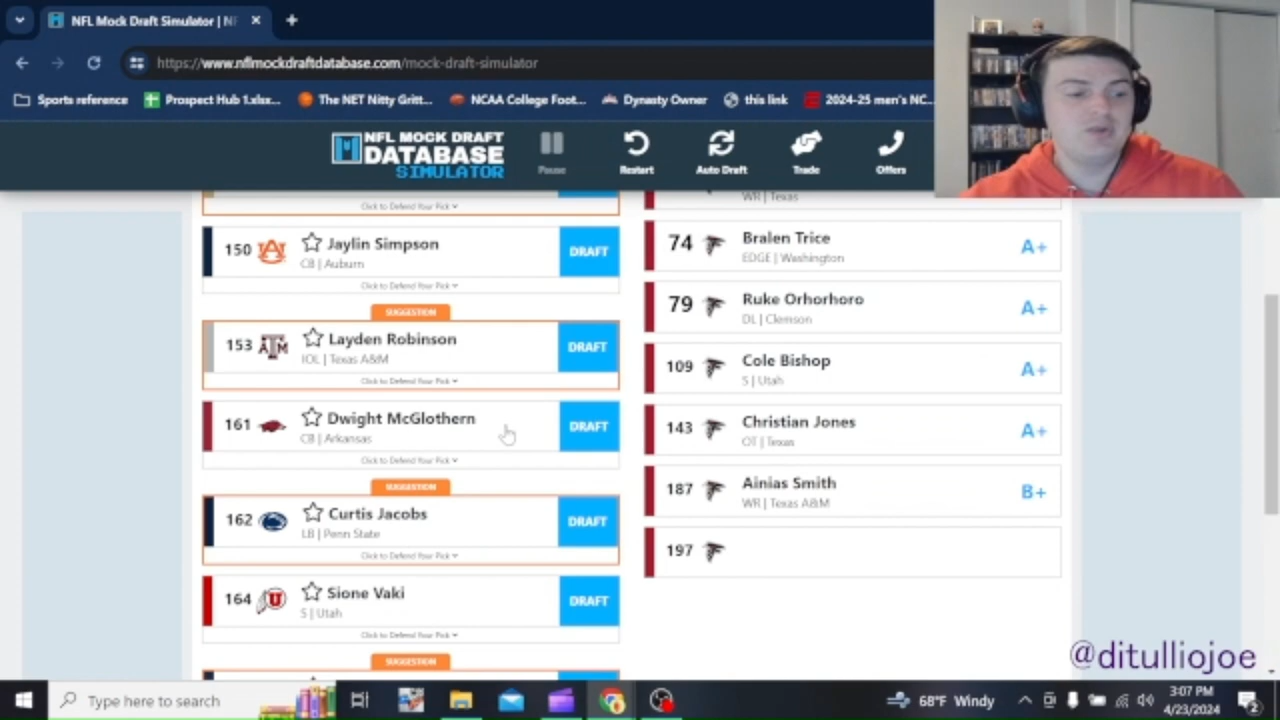 NFL Mock Draft Simulator | NF
https://www.nflmockdraftdatabase.com/mock-draft-simulator
Sports reference
Prospect Hub 1.xlsx...
The NET Nitty Gritt...
NCAA College Foot...
Dynasty Owner
this link
2024-25 men's NC...
NFL MOCK DRAFT
DATABASE
SIMULATOR
Pause
Restart
Auto Draft
Trade
Offers
Click to Defend Your Pick
150
Jaylin Simpson
CB | Auburn
DRAFT
Click to Defend Your Pick
SUGGESTION
153
Layden Robinson
IOL | Texas A&M
DRAFT
Click to Defend Your Pick
161
Dwight McGlothern
CB | Arkansas
DRAFT
Click to Defend Your Pick
SUGGESTION
162
Curtis Jacobs
LB | Penn State
DRAFT
Click to Defend Your Pick
164
Sione Vaki
S | Utah
DRAFT
Click to Defend Your Pick
SUGGESTION
WR | Texas
74
Bralen Trice
EDGE | Washington
A+
79
Ruke Orhorhoro
DL | Clemson
A+
109
Cole Bishop
S | Utah
A+
143
Christian Jones
OT | Texas
A+
187
Ainias Smith
WR | Texas A&M
B+
197
@ditulliojoe
Type here to search
68°F Windy
3:07 PM
4/23/2024
2